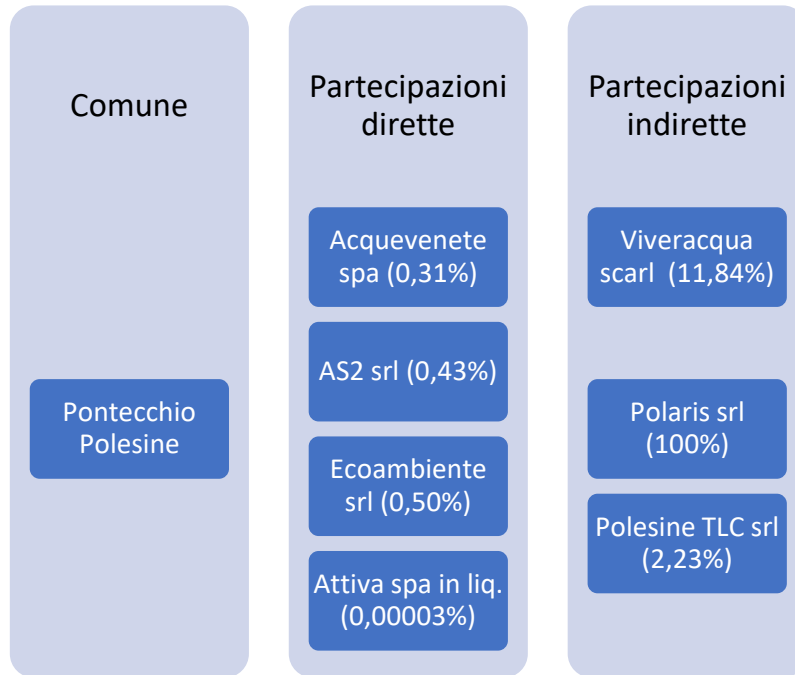 Comune
Pontecchio
Polesine
Partecipazioni
dirette
Acquevenete
spa (0,31%)
AS2 srl (0,43%)
Ecoambiente
srl (0,50%)
Attiva spa in liq.
(0,00003%)
Partecipazioni
indirette
Viveracqua
scarl (11,84%)
Polaris srl
(100%)
Polesine TLC srl
(2,23%)